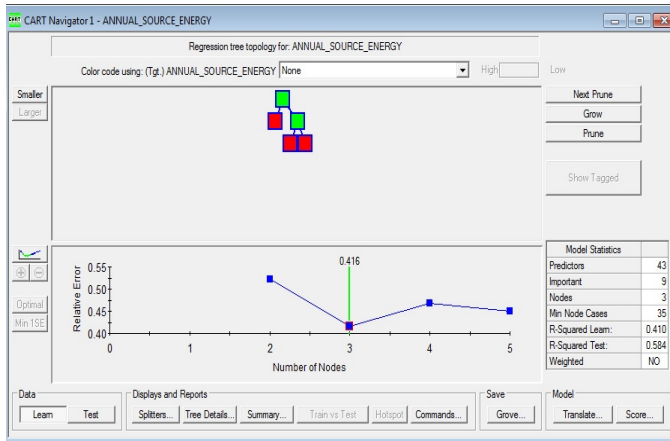 CART Navigator 1 - ANNUAL_SOURCE_ENERGY
Regression tree topology for: ANNUAL_SOURCE_ENERGY
Color code using: (Tgt.) ANNUAL_SOURCE_ENERGY None High Low
Smaller
Larger
Next Prune
Grow
Prune
Show Tagged
Optimal
Min 1SE
Relative Error
0.55
0.50
0.45
0.40
0.416
0 1 2 3 4 5
Number of Nodes
Model Statistics
Predictors 43
Important 9
Nodes 3
Min Node Cases 35
R-Squared Learn: 0.410
R-Squared Test: 0.584
Weighted NO
Data
Learn Test
Displays and Reports
Splitters... Tree Details... Summary... Train vs Test Hotspot Commands...
Save
Grove...
Model
Translate... Score...